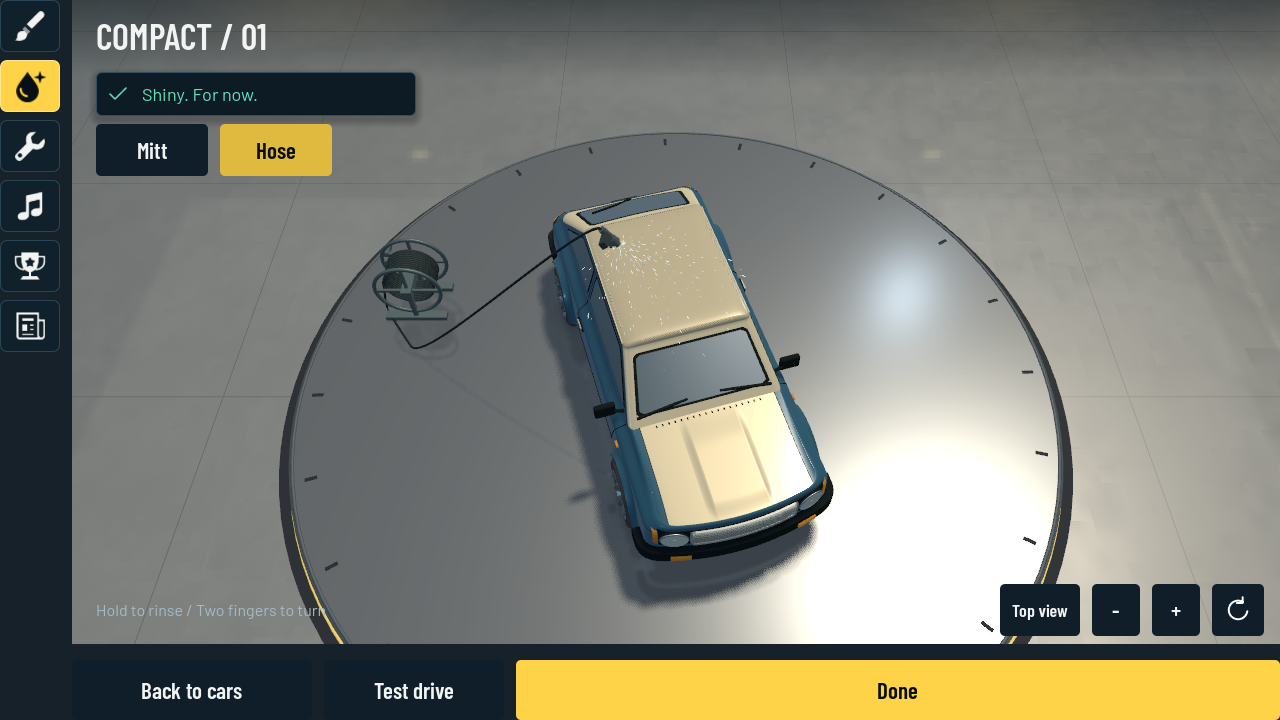 COMPACT / 01
Shiny. For now.
Mitt
Hose
Hold to rinse / Two fingers to turn
Top view
-
+
Back to cars
Test drive
Done